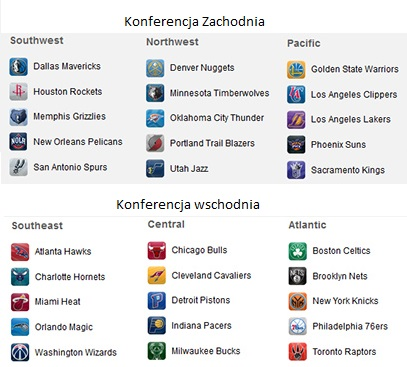 Konferencja Zachodnia
Southwest Northwest Pacific
Dallas Mavericks Denver Nuggets Golden State Warriors
Houston Rockets Minnesota Timberwolves Los Angeles Clippers
Memphis Grizzlies Oklahoma City Thunder Los Angeles Lakers
New Orleans Pelicans Portland Trail Blazers Phoenix Suns
San Antonio Spurs Utah Jazz Sacramento Kings
Konferencja wschodnia
Southeast Central Atlantic
Atlanta Hawks Chicago Bulls Boston Celtics
Charlotte Hornets Cleveland Cavaliers Brooklyn Nets
Miami Heat Detroit Pistons New York Knicks
Orlando Magic Indiana Pacers Philadelphia 76ers
Washington Wizards Milwaukee Bucks Toronto Raptors